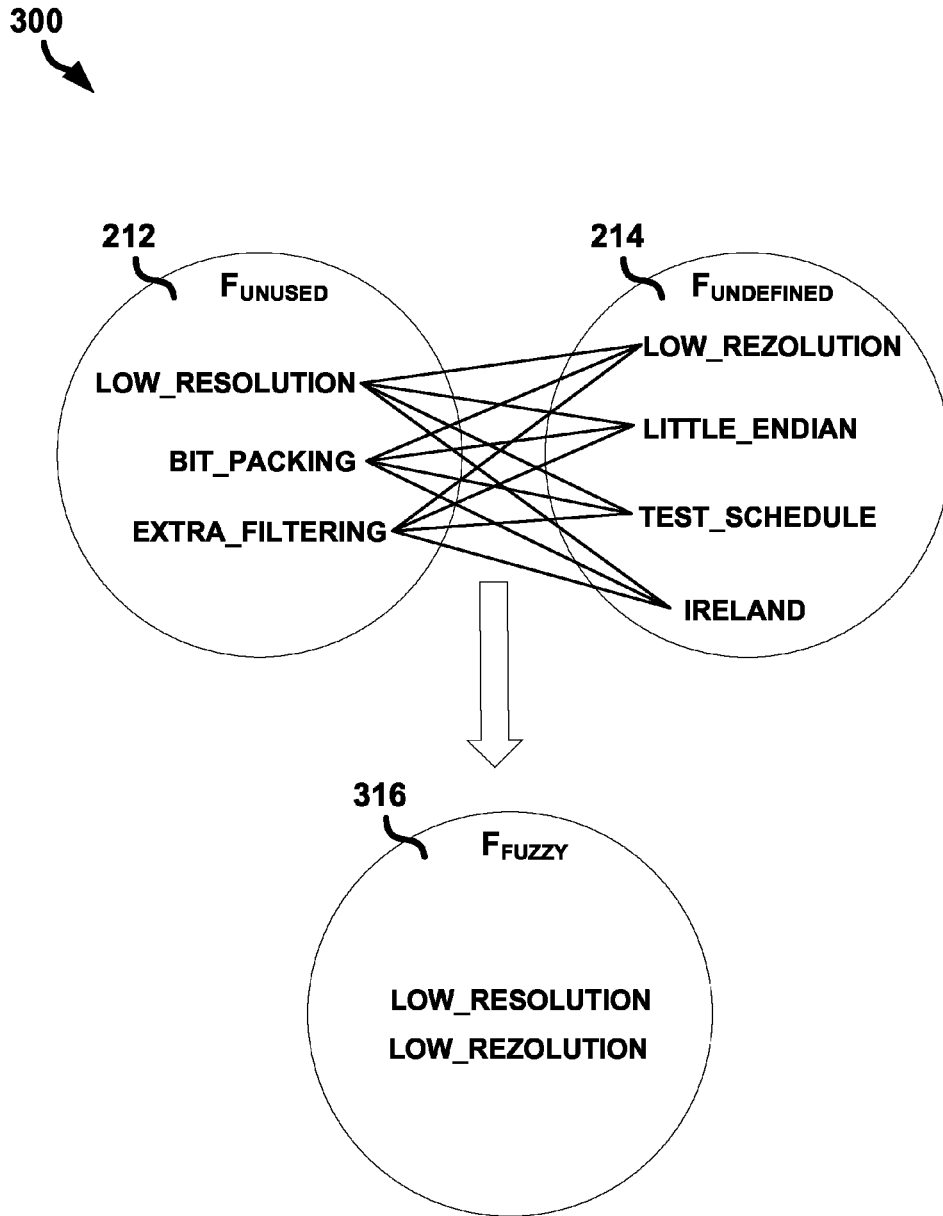 300
212
214
FUNUSED
FUNDEFINED
LOW_RESOLUTION
BIT_PACKING
EXTRA_FILTERING
LOW_REZOLUTION
LITTLE_ENDIAN
TEST_SCHEDULE
IRELAND
316
FFUZZY
LOW_RESOLUTION
LOW_REZOLUTION